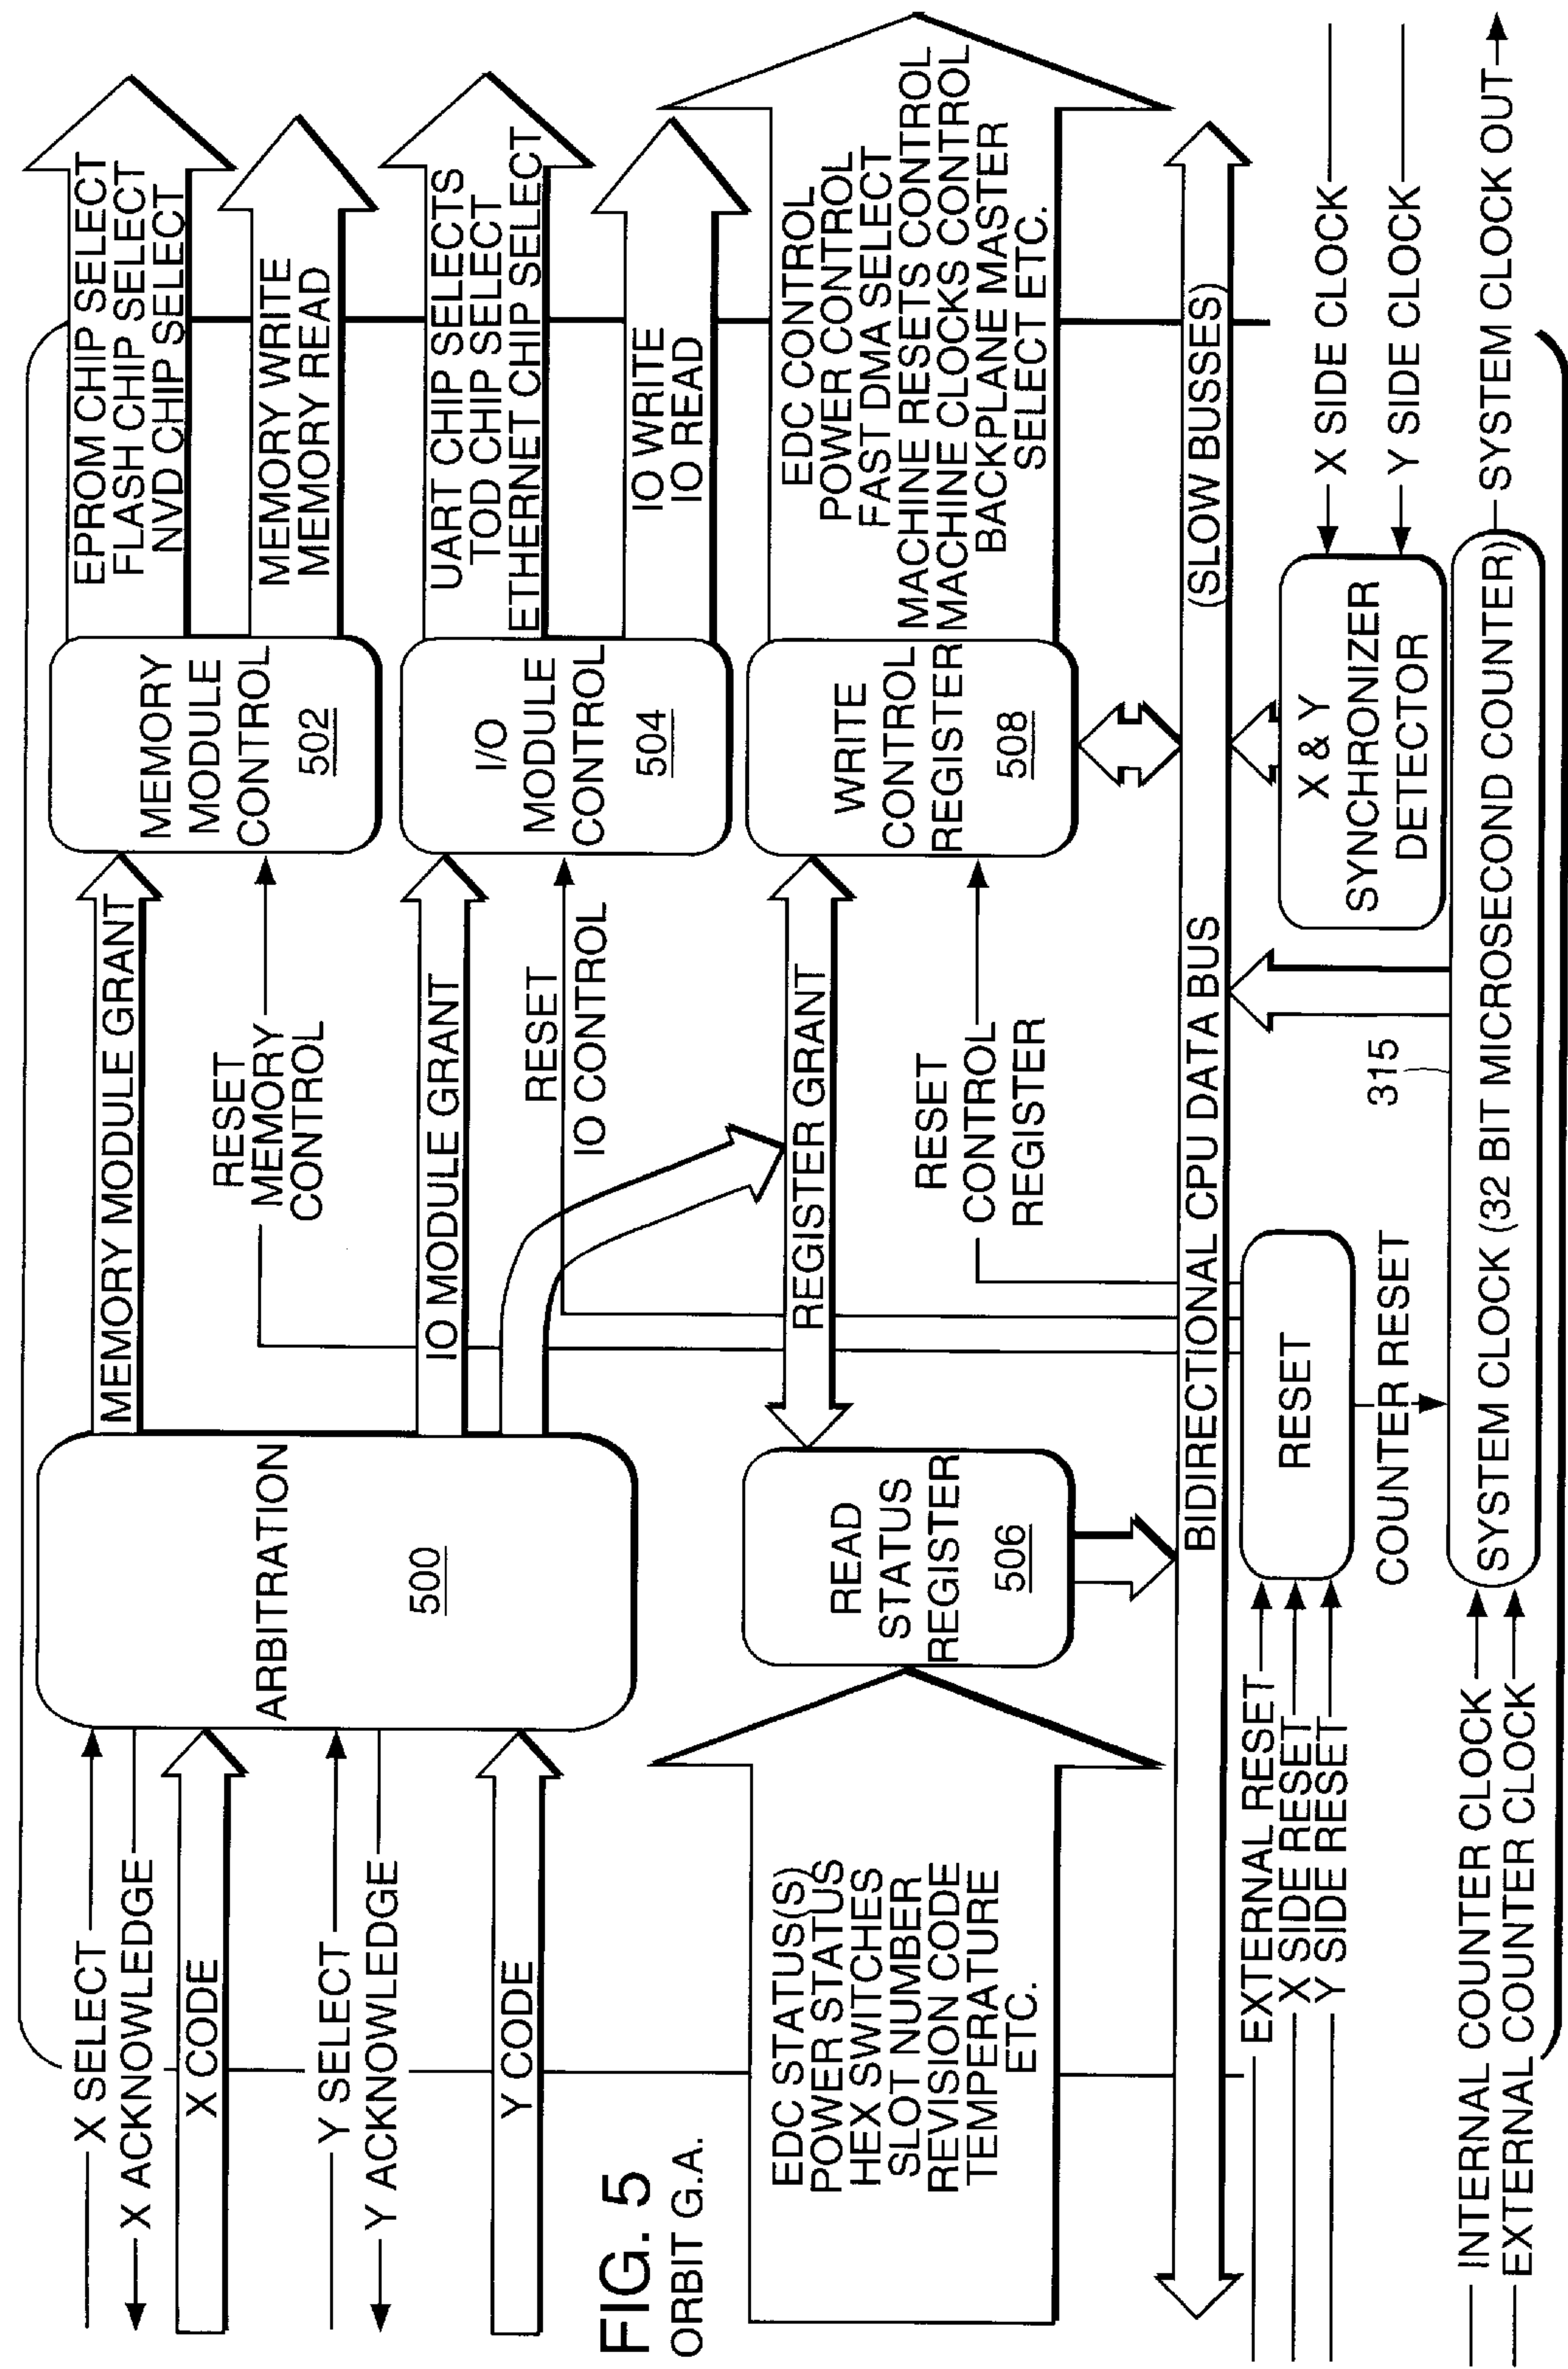 X SELECT
X ACKNOWLEDGE
X CODE
Y SELECT
Y ACKNOWLEDGE
Y CODE
FIG. 5
ORBIT G.A.
ARBITRATION
500
MEMORY MODULE GRANT
RESET
MEMORY
CONTROL
IO MODULE GRANT
RESET
IO CONTROL
REGISTER GRANT
RESET
CONTROL
REGISTER
MEMORY
MODULE
CONTROL
502
I/O
MODULE
CONTROL
504
WRITE
CONTROL
REGISTER
508
EPROM CHIP SELECT
FLASH CHIP SELECT
NVD CHIP SELECT
MEMORY WRITE
MEMORY READ
UART CHIP SELECTS
TOD CHIP SELECT
ETHERNET CHIP SELECT
IO WRITE
IO READ
EDC CONTROL
POWER CONTROL
FAST DMA SELECT
MACHINE RESETS CONTROL
MACHINE CLOCKS CONTROL
BACKPLANE MASTER
SELECT ETC.
EDC STATUS(S)
POWER STATUS
HEX SWITCHES
SLOT NUMBER
REVISION CODE
TEMPERATURE
ETC.
READ
STATUS
REGISTER
506
BIDIRECTIONAL CPU DATA BUS
(SLOW BUSSES)
EXTERNAL RESET
X SIDE RESET
Y SIDE RESET
RESET
COUNTER RESET
315
X & Y
SYNCHRONIZER
DETECTOR
X SIDE CLOCK
Y SIDE CLOCK
INTERNAL COUNTER CLOCK
EXTERNAL COUNTER CLOCK
SYSTEM CLOCK (32 BIT MICROSECOND COUNTER)
SYSTEM CLOCK OUT